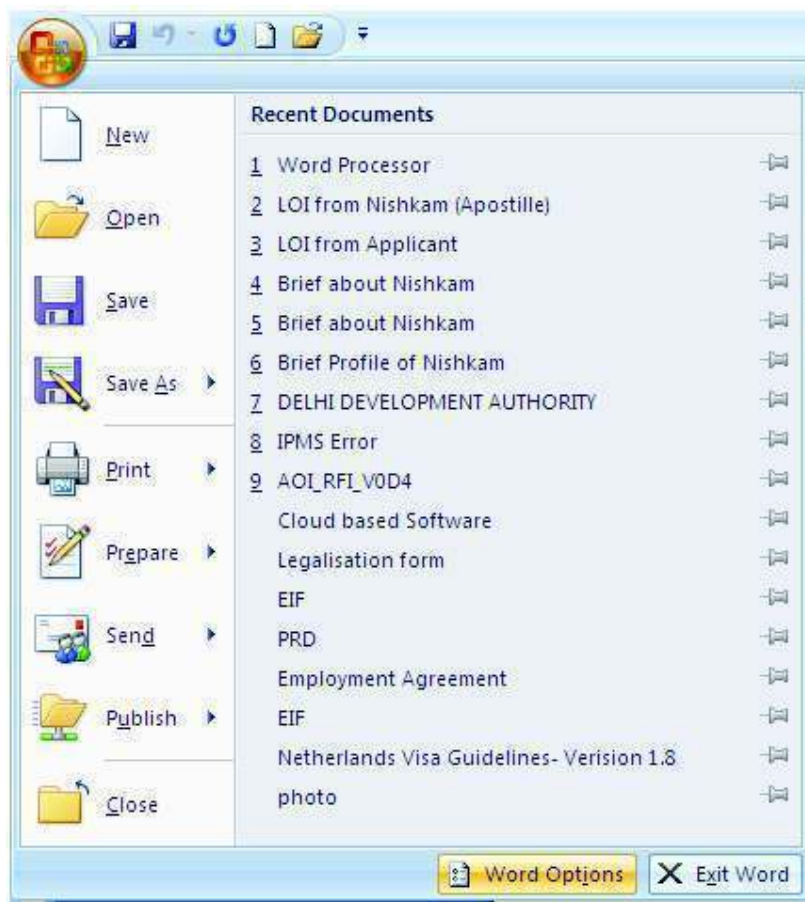 New
Open
Save
Save As
Print
Prepare
Send
Publish
Close
Recent Documents
1 Word Processor
2 LOI from Nishkam (Apostille)
3 LOI from Applicant
4 Brief about Nishkam
5 Brief about Nishkam
6 Brief Profile of Nishkam
7 DELHI DEVELOPMENT AUTHORITY
8 IPMS Error
9 AOI_RFI_V0D4
Cloud based Software
Legalisation form
EIF
PRD
Employment Agreement
EIF
Netherlands Visa Guidelines- Verision 1.8
photo
Word Options
Exit Word